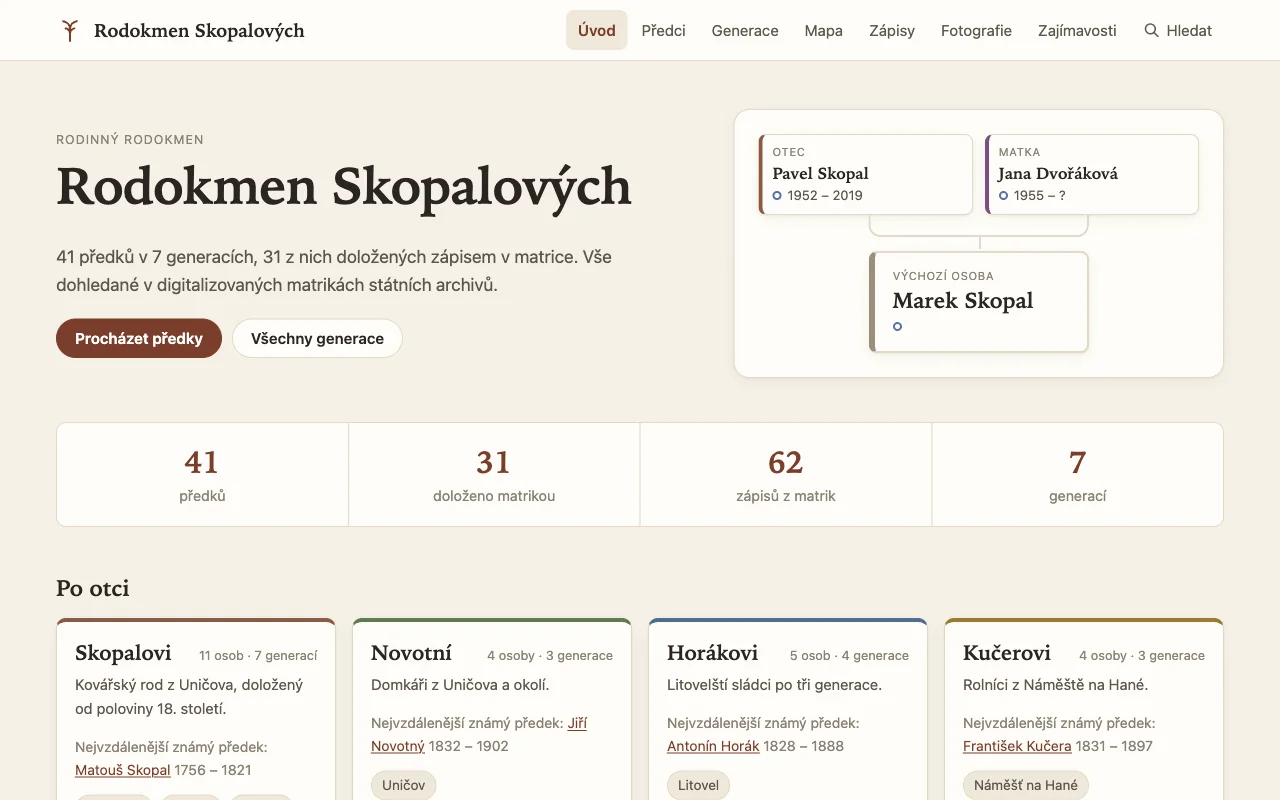 Rodokmen Skopalových
Úvod
Předci
Generace
Mapa
Zápisy
Fotografie
Zajímavosti
Hledat
RODINNÝ RODOKMEN
Rodokmen Skopalových
41 předků v 7 generacích, 31 z nich doložených zápisem v matrice. Vše
dohledané v digitalizovaných matrikách státních archivů.
Procházet předky
Všechny generace
OTEC
Pavel Skopal
1952 – 2019
MATKA
Jana Dvořáková
1955 – ?
VÝCHOZÍ OSOBA
Marek Skopal
41
předků
31
doloženo matrikou
62
zápisů z matrik
7
generací
Po otci
Skopalovi
11 osob · 7 generací
Kovářský rod z Uničova, doložený
od poloviny 18. století.
Nejvzdálenější známý předek:
Matouš Skopal 1756 – 1821
Novotní
4 osoby · 3 generace
Domkáři z Uničova a okolí.
Nejvzdálenější známý předek: Jiří
Novotný 1832 – 1902
Uničov
Horákovi
5 osob · 4 generace
Litovelští sládci po tři generace.
Nejvzdálenější známý předek:
Antonín Horák 1828 – 1888
Litovel
Kučerovi
4 osoby · 3 generace
Rolníci z Náměště na Hané.
Nejvzdálenější známý předek:
František Kučera 1831 – 1897
Náměšť na Hané